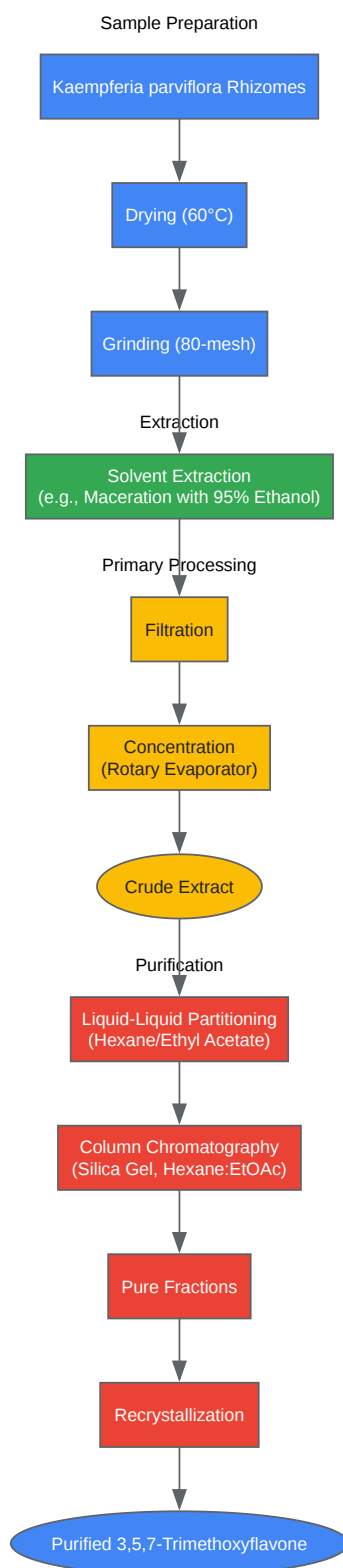 Sample Preparation
Kaempferia parviflora Rhizomes
Drying (60°C)
Grinding (80-mesh)
Extraction
Solvent Extraction
(e.g., Maceration with 95% Ethanol)
Primary Processing
Filtration
Concentration
(Rotary Evaporator)
Crude Extract
Purification
Liquid-Liquid Partitioning
(Hexane/Ethyl Acetate)
Column Chromatography
(Silica Gel, Hexane:EtOAc)
Pure Fractions
Recrystallization
Purified 3,5,7-Trimethoxyflavone